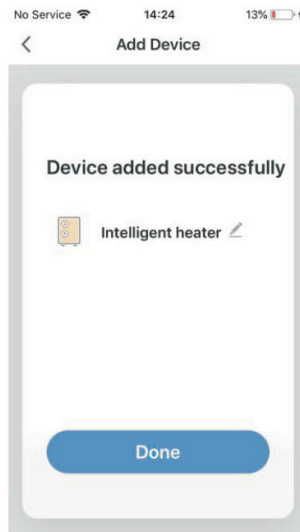 No Service 14:24 13%
Add Device
Device added successfully
Intelligent heater
Done